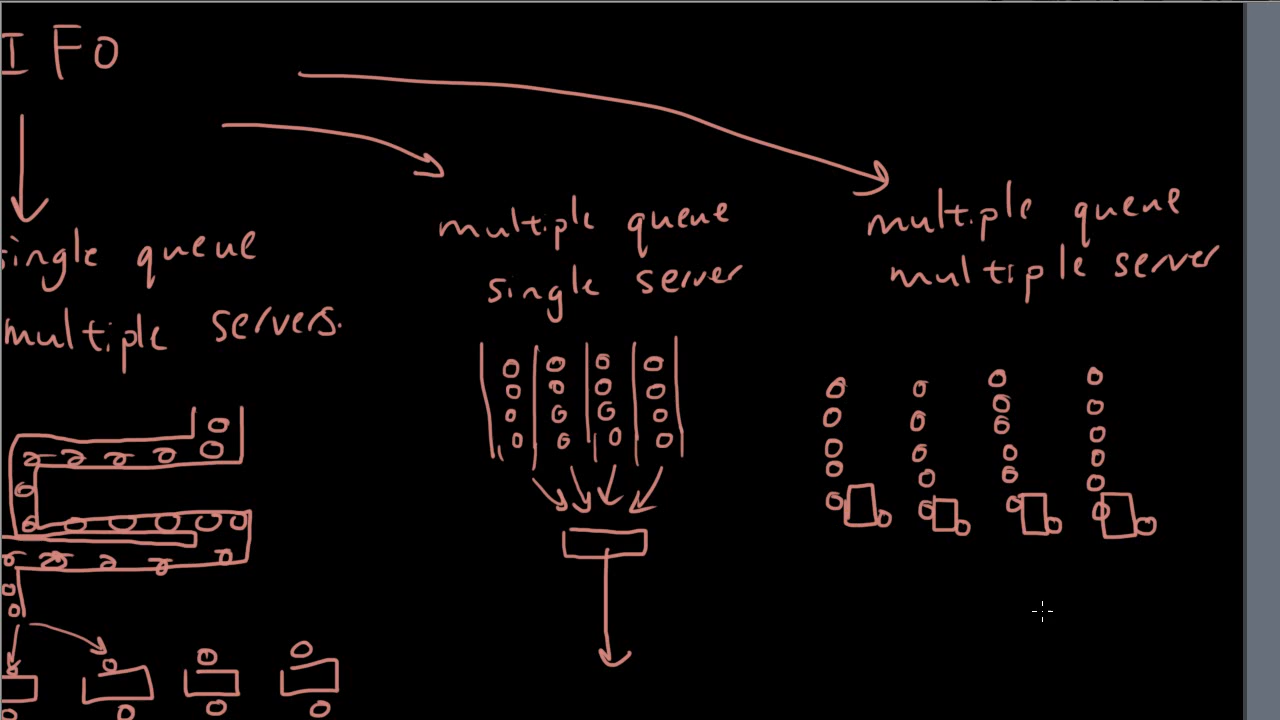 IFO
single queue
multiple servers.
multiple queue
single server
multiple queue
multiple server